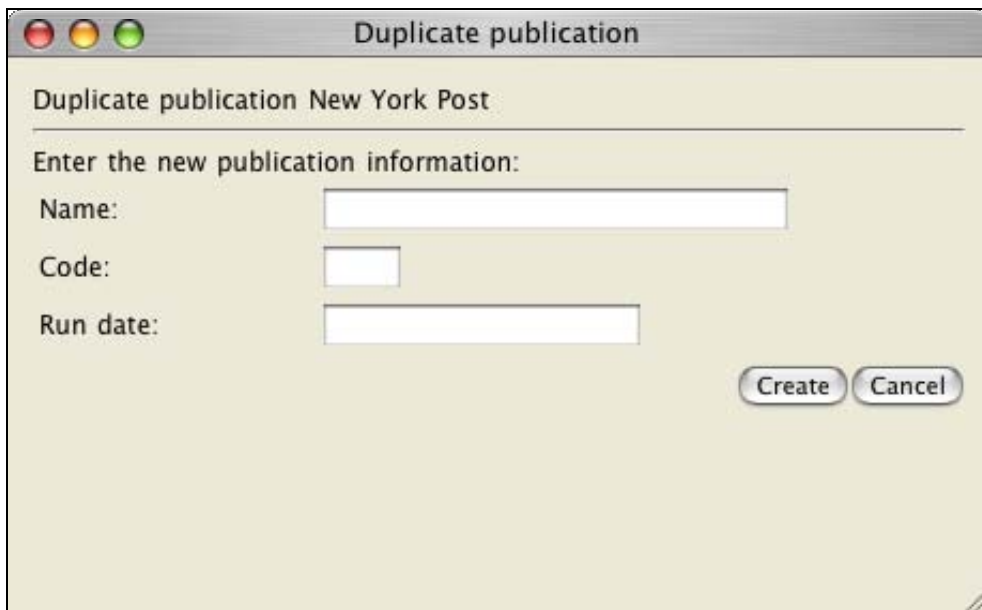 Duplicate publication
Duplicate publication New York Post
Enter the new publication information:
Name:
Code:
Run date:
Create Cancel